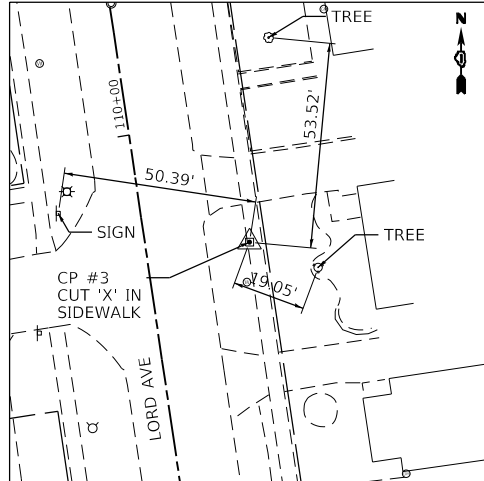 TREE
N
110+00
53.52'
50.39'
SIGN
TREE
CP #3
CUT 'X' IN
SIDEWALK
19.05'
LORD AVE